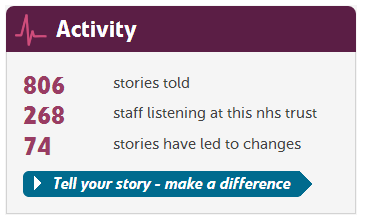 Activity
806 stories told
268 staff listening at this nhs trust
74 stories have led to changes
Tell your story - make a difference